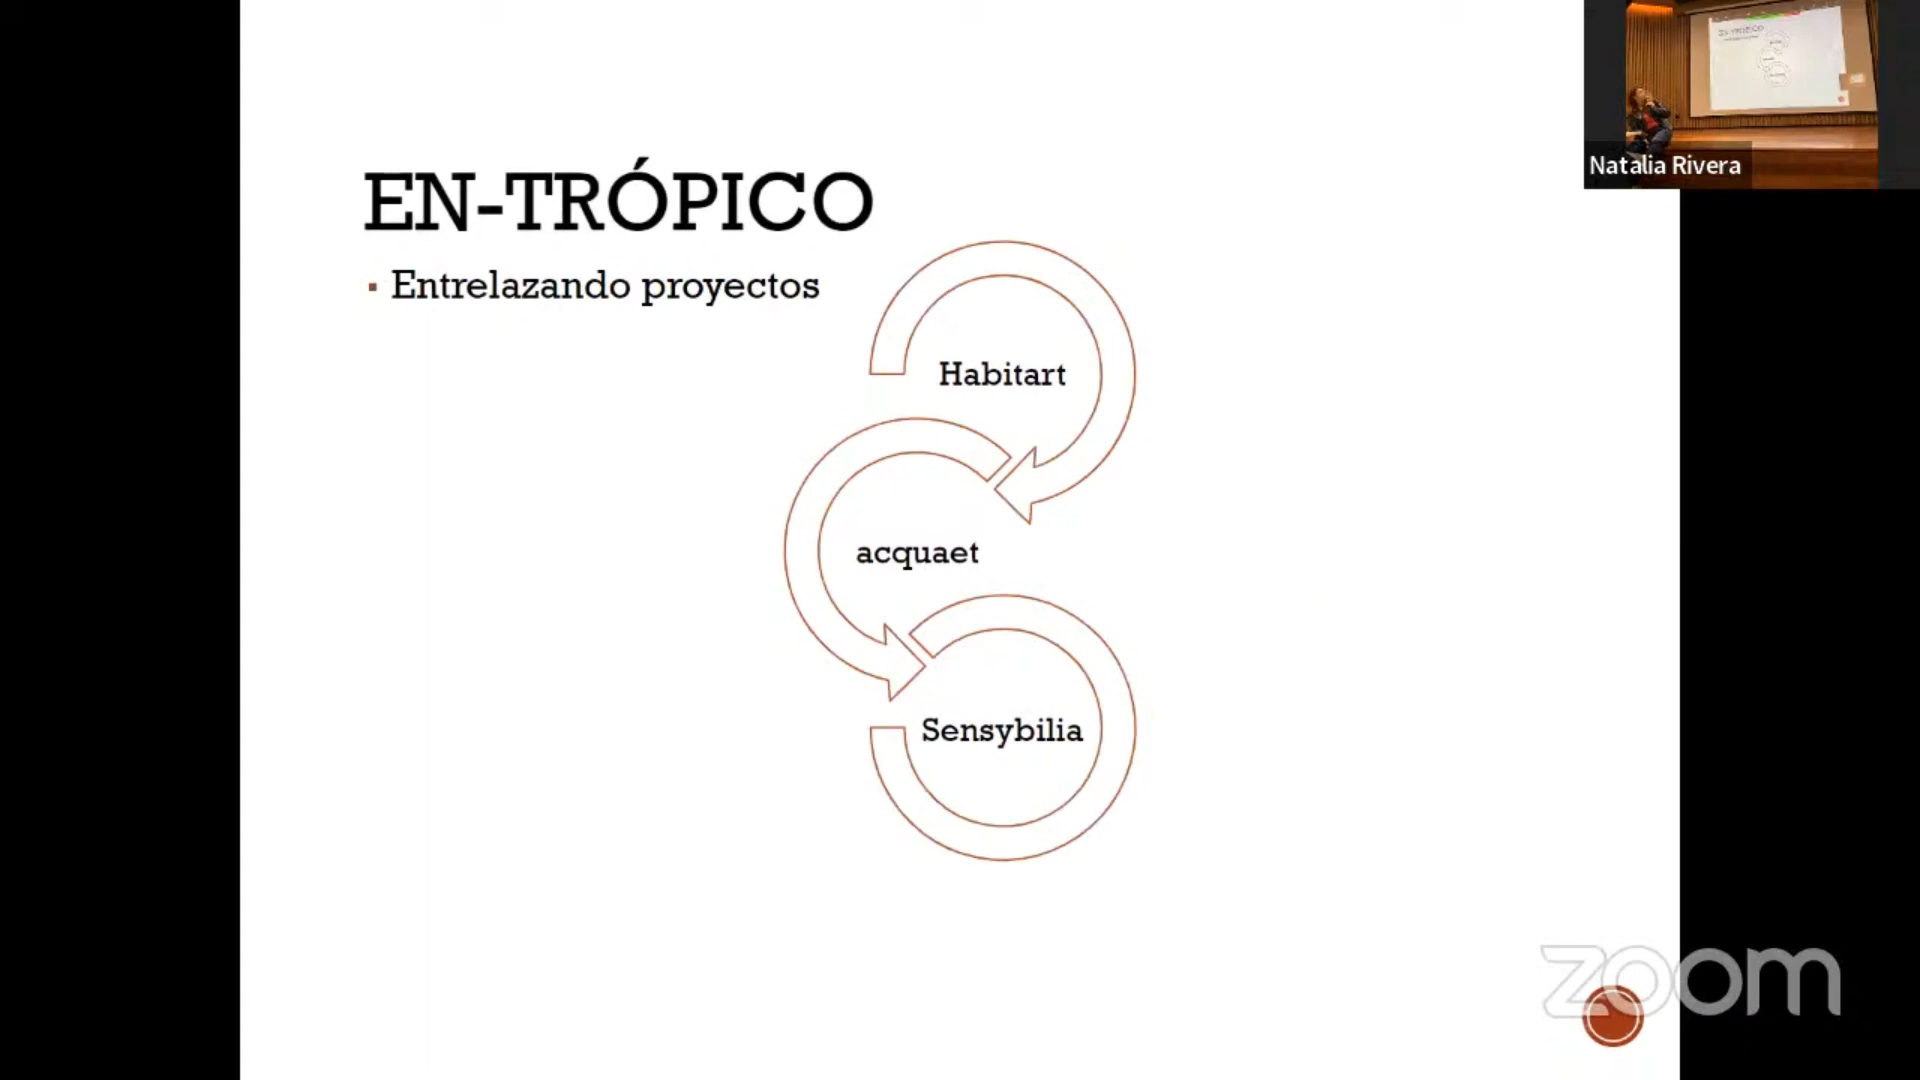 EN-TRÓPICO
▪ Entrelazando proyectos
Habitart
acquaet
Sensybilia
Natalia Rivera
zoom